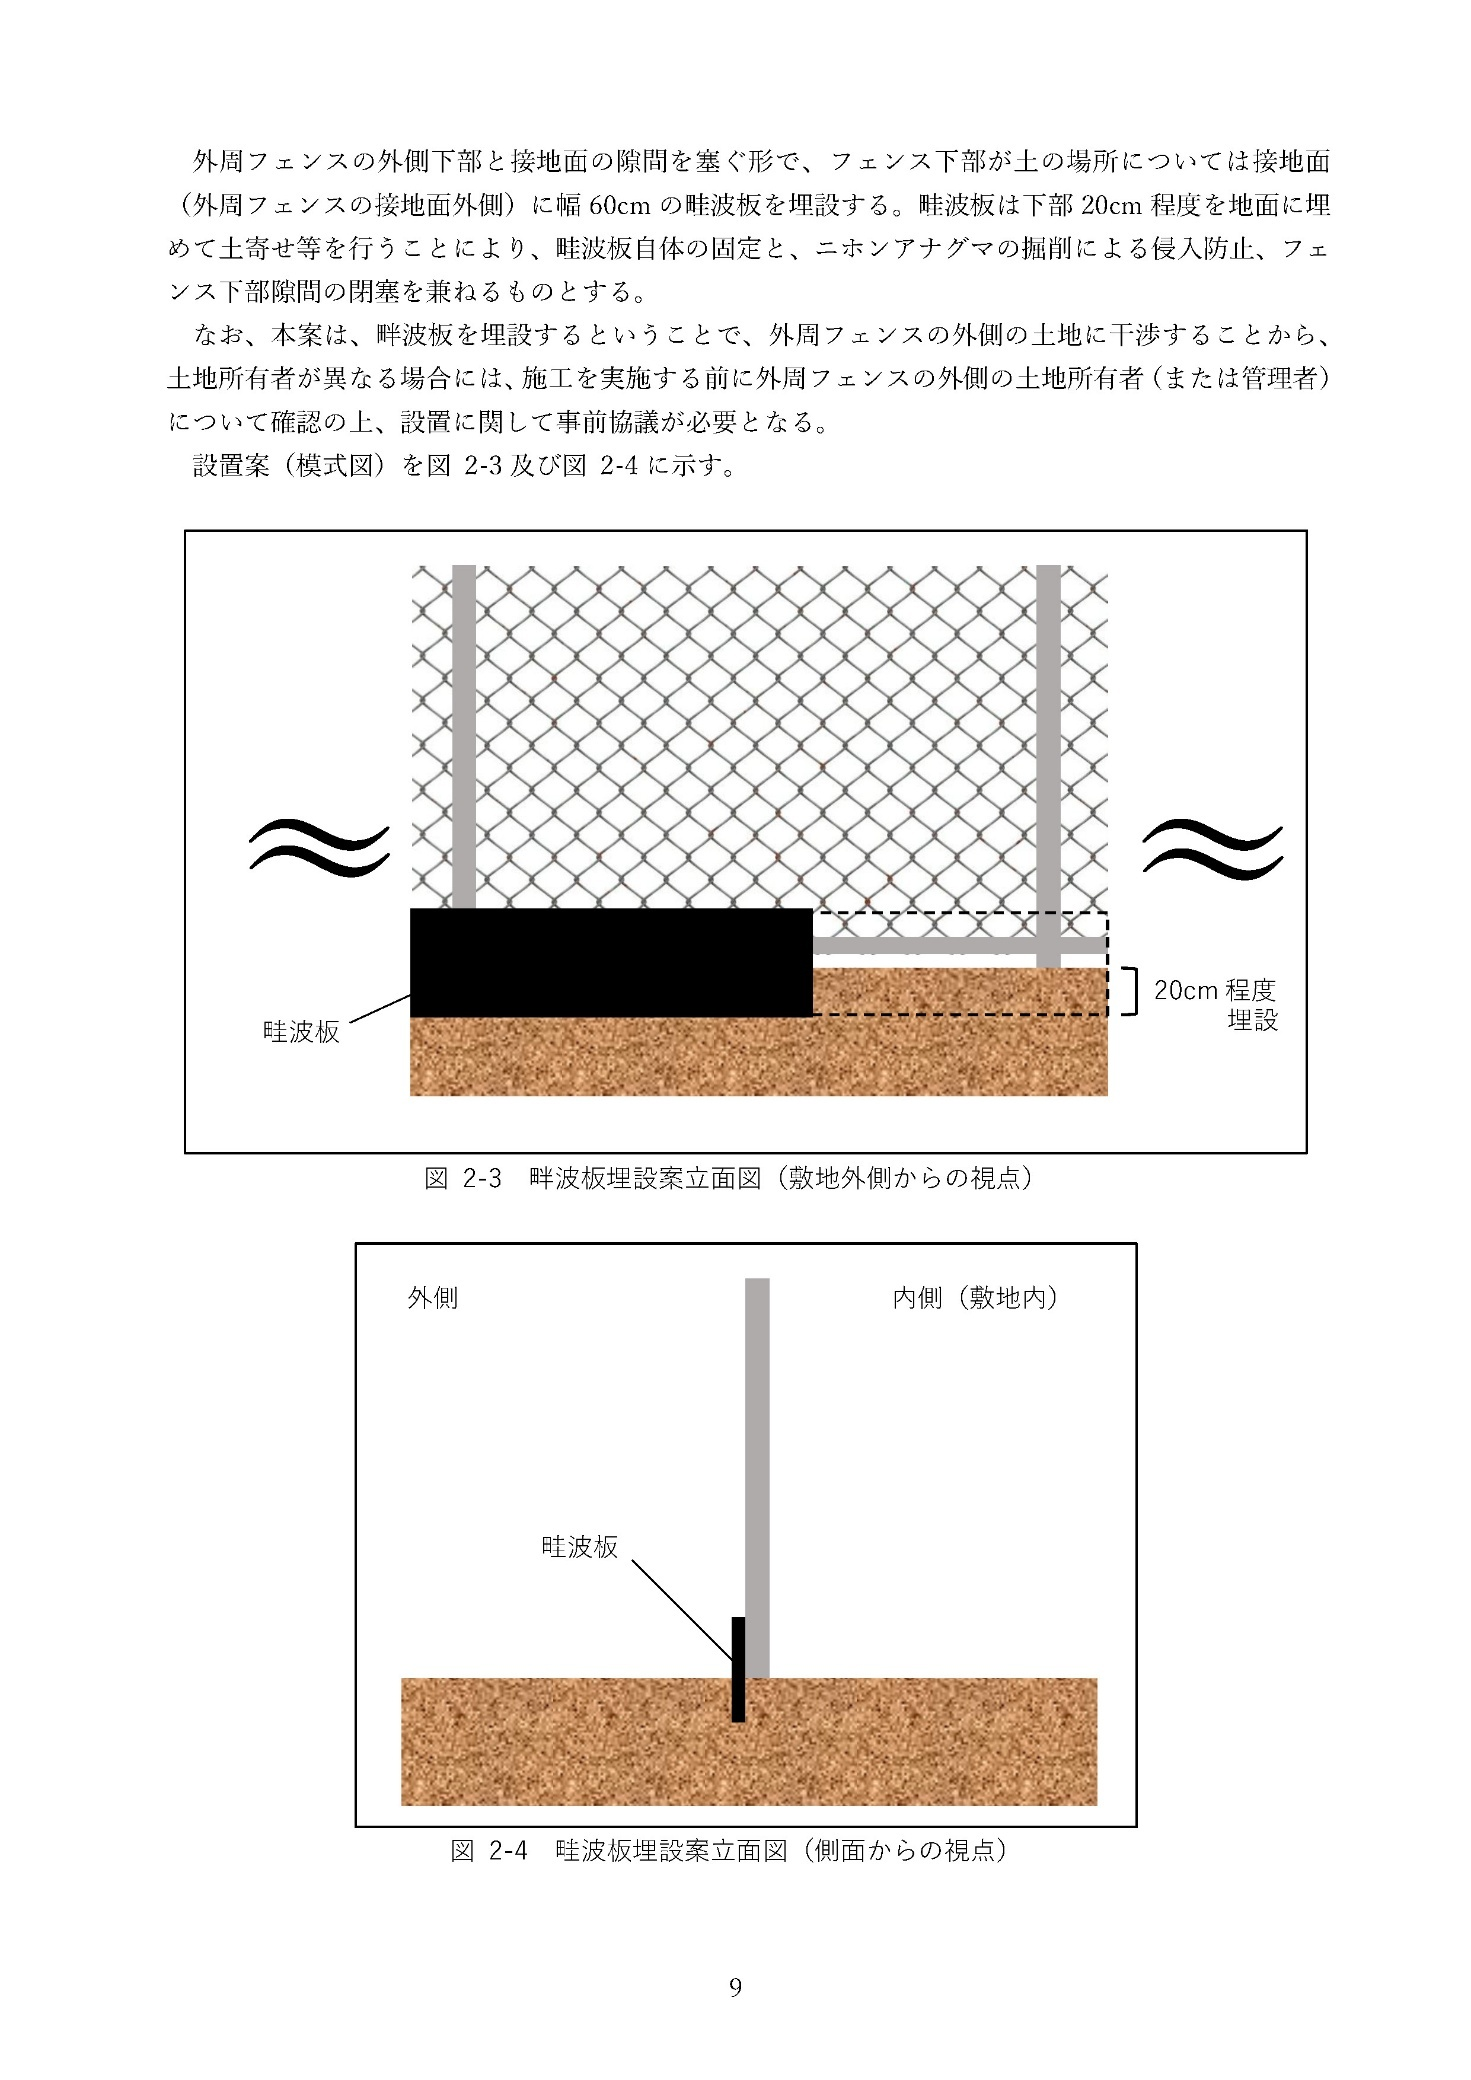 外周フェンスの外側下部と接地面の隙間を塞ぐ形で、フェンス下部が土の場所については接地面
（外周フェンスの接地面外側）に幅 60cm の畦波板を埋設する。畦波板は下部 20cm 程度を地面に埋
めて土寄せ等を行うことにより、畦波板自体の固定と、ニホンアナグマの掘削による侵入防止、フェ
ンス下部隙間の閉塞を兼ねるものとする。
なお、本案は、畔波板を埋設するということで、外周フェンスの外側の土地に干渉することから、
土地所有者が異なる場合には、施工を実施する前に外周フェンスの外側の土地所有者（または管理者）
について確認の上、設置に関して事前協議が必要となる。
設置案（模式図）を図 2-3 及び図 2-4 に示す。
20cm 程度
埋設
畦波板
図 2-3 畔波板埋設案立面図（敷地外側からの視点）
外側
内側（敷地内）
畦波板
図 2-4 畦波板埋設案立面図（側面からの視点）
9